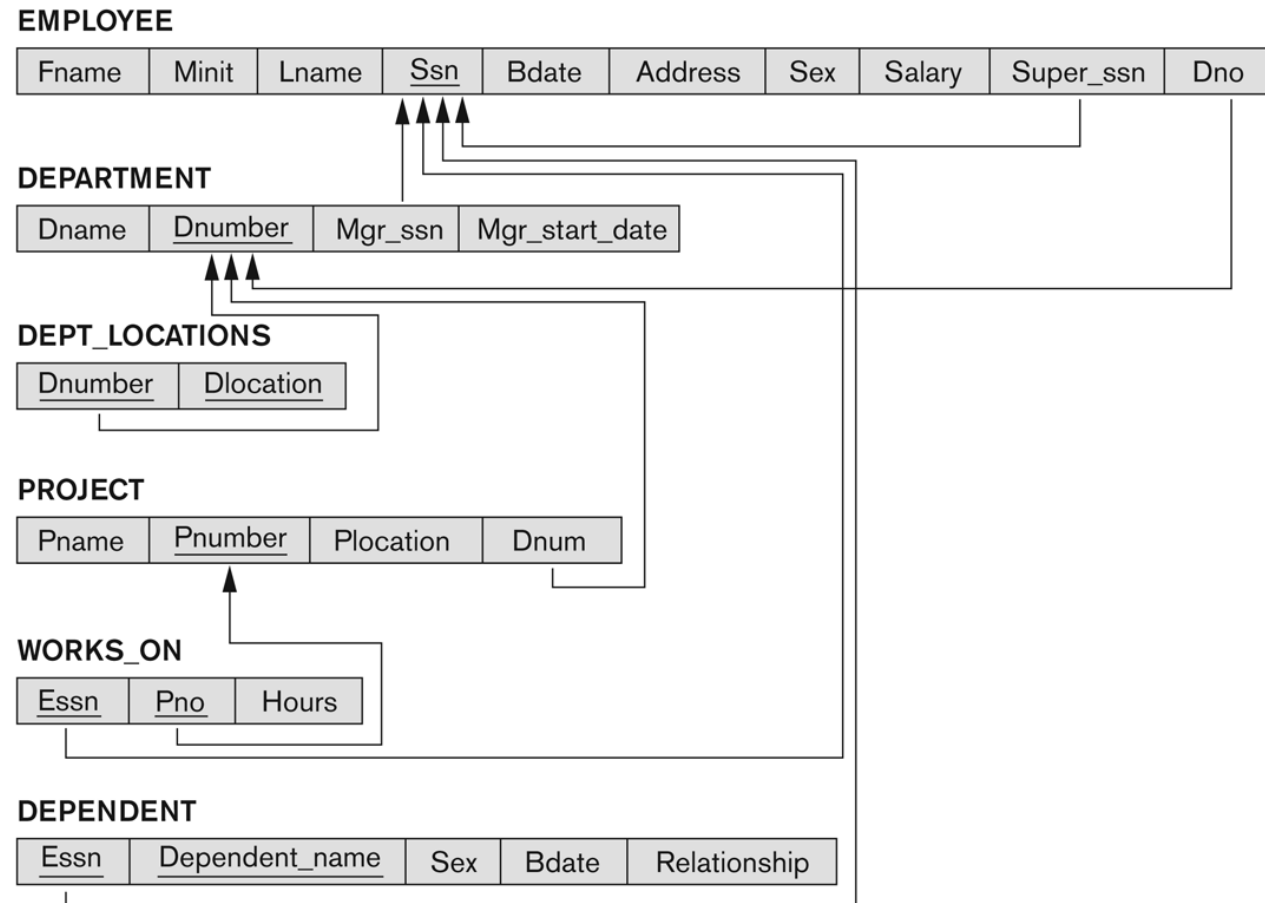 EMPLOYEE
Fname Minit Lname Ssn Bdate Address Sex Salary Super_ssn Dno
DEPARTMENT
Dname Dnumber Mgr_ssn Mgr_start_date
DEPT_LOCATIONS
Dnumber Dlocation
PROJECT
Pname Pnumber Plocation Dnum
WORKS_ON
Essn Pno Hours
DEPENDENT
Essn Dependent_name Sex Bdate Relationship